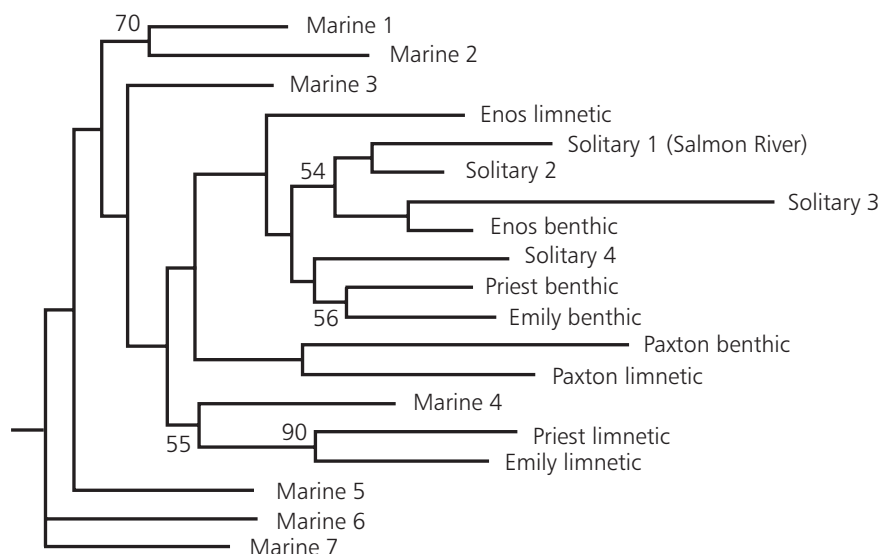 70
Marine 1
Marine 2
Marine 3
Enos limnetic
Solitary 1 (Salmon River)
54
Solitary 2
Solitary 3
Enos benthic
Solitary 4
Priest benthic
56
Emily benthic
Paxton benthic
Paxton limnetic
Marine 4
55
90
Priest limnetic
Emily limnetic
Marine 5
Marine 6
Marine 7